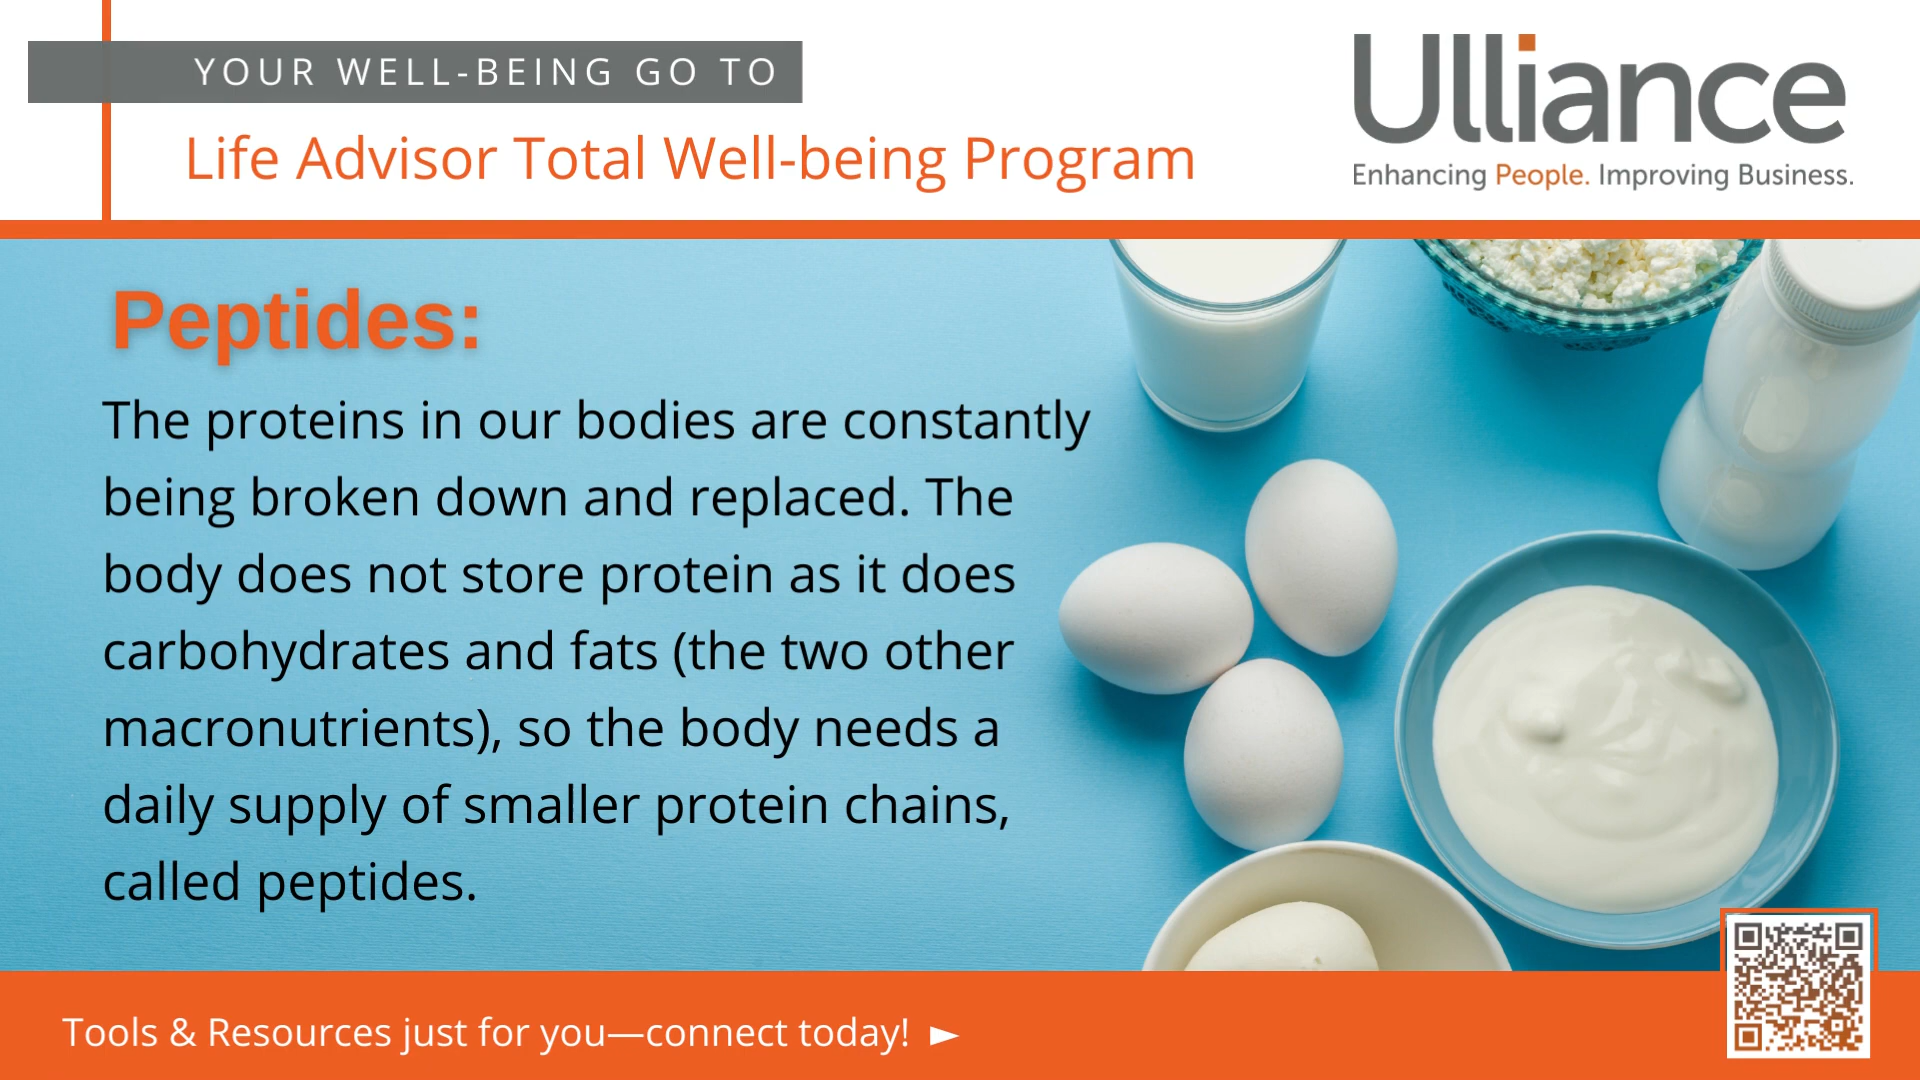 YOUR WELL-BEING GO TO
Life Advisor Total Well-being Program
Ulliance
Enhancing People. Improving Business.
Peptides:
The proteins in our bodies are constantly
being broken down and replaced. The
body does not store protein as it does
carbohydrates and fats (the two other
macronutrients), so the body needs a
daily supply of smaller protein chains,
called peptides.
Tools & Resources just for you—connect today! ►